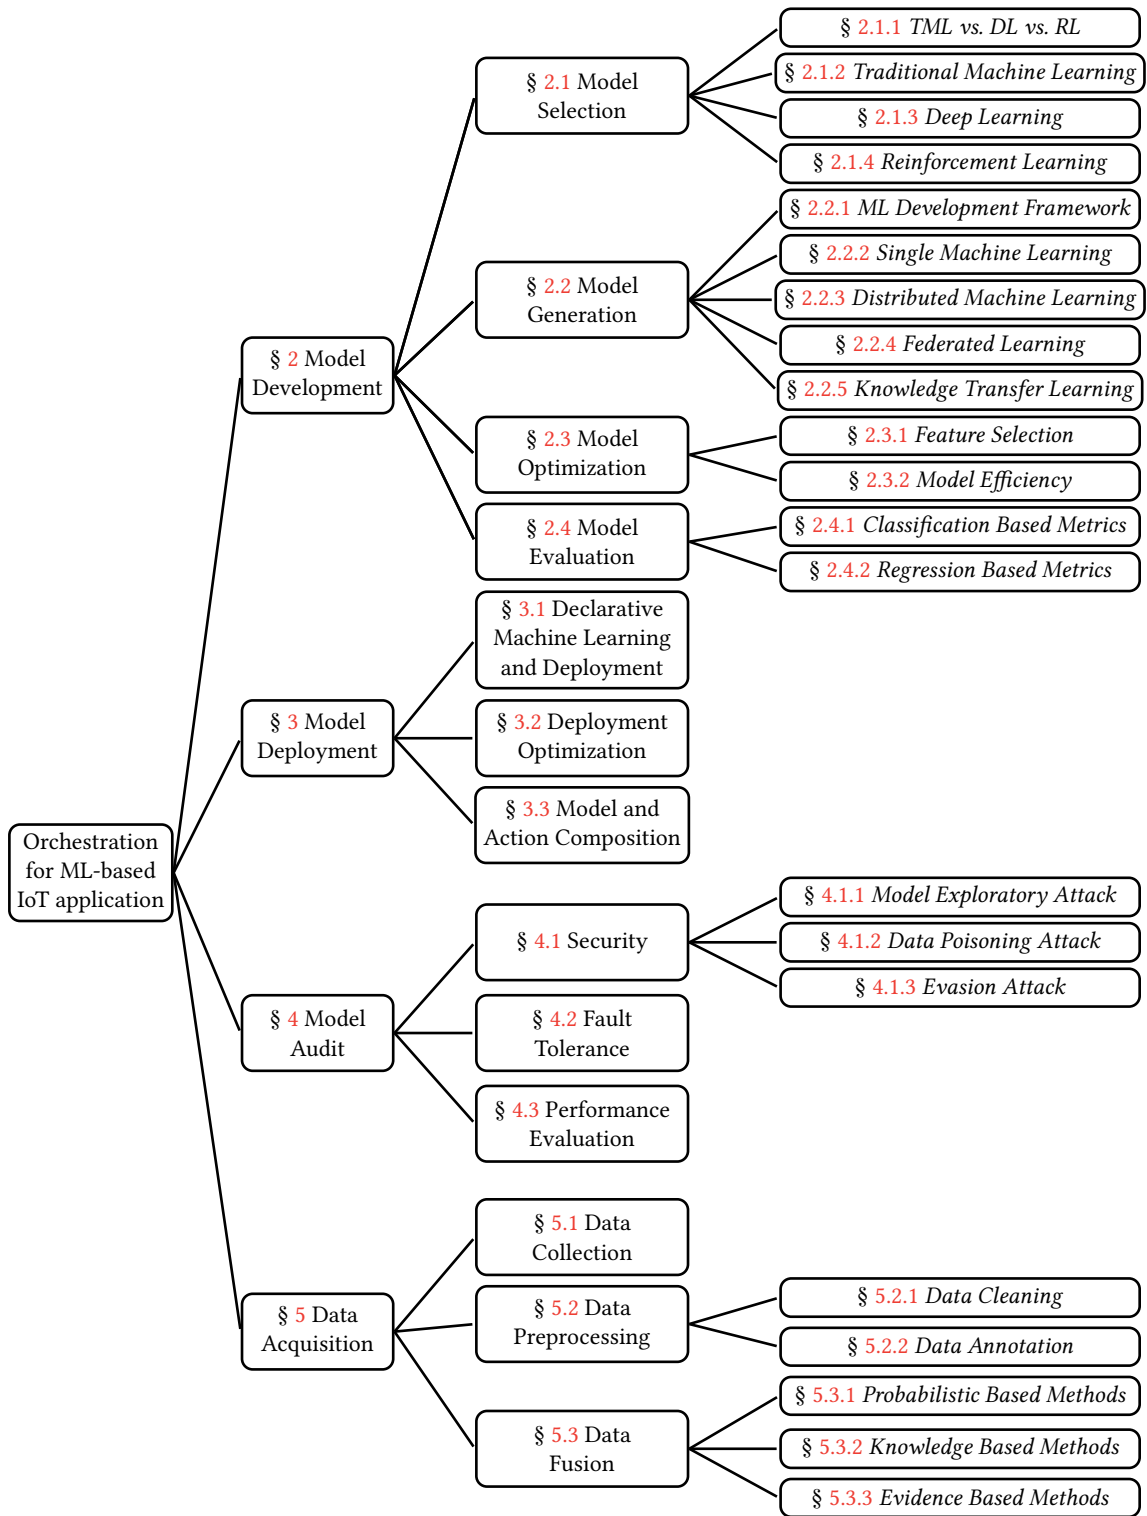 § 2.1.1 TML vs. DL vs. RL
§ 2.1 Model
Selection
§ 2.1.2 Traditional Machine Learning
§ 2.1.3 Deep Learning
§ 2.1.4 Reinforcement Learning
§ 2.2.1 ML Development Framework
§ 2.2.2 Single Machine Learning
§ 2.2 Model
Generation
§ 2.2.3 Distributed Machine Learning
§ 2.2.4 Federated Learning
§ 2 Model
Development
§ 2.2.5 Knowledge Transfer Learning
§ 2.3 Model
Optimization
§ 2.3.1 Feature Selection
§ 2.3.2 Model Efficiency
§ 2.4 Model
Evaluation
§ 2.4.1 Classification Based Metrics
§ 2.4.2 Regression Based Metrics
§ 3.1 Declarative
Machine Learning
and Deployment
§ 3 Model
Deployment
§ 3.2 Deployment
Optimization
§ 3.3 Model and
Action Composition
Orchestration
for ML-based
IoT application
§ 4.1.1 Model Exploratory Attack
§ 4.1 Security
§ 4.1.2 Data Poisoning Attack
§ 4.1.3 Evasion Attack
§ 4 Model
Audit
§ 4.2 Fault
Tolerance
§ 4.3 Performance
Evaluation
§ 5.1 Data
Collection
§ 5 Data
Acquisition
§ 5.2 Data
Preprocessing
§ 5.2.1 Data Cleaning
§ 5.2.2 Data Annotation
§ 5.3.1 Probabilistic Based Methods
§ 5.3 Data
Fusion
§ 5.3.2 Knowledge Based Methods
§ 5.3.3 Evidence Based Methods